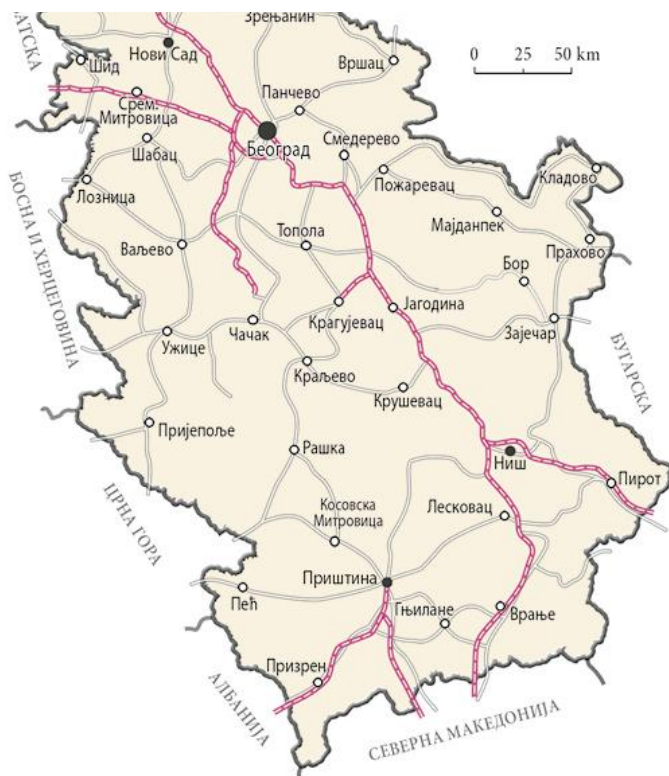 Зрењанин
АТСКА
Нови Сад
0 25 50 km
Шид
Вршац
Панчево
Срем.
Митровица
Смедерево
Београд
Шабац
Кладово
Пожаревац
Лозница
Мајданпек
БОСНА И ХЕРЦЕГОВИНА
Топола
Ваљево
Прахово
Бор
Јагодина
Крагујевац
Чачак
Зајечар
Ужице
БУГАРСКА
Краљево
Крушевац
Пријепоље
Рашка
Ниш
Пирот
ЦРНА ГОРА
Косовска
Митровица
Лесковац
Приштина
Пећ
Гњилане
Врање
Призрен
АЛБАНИЈА
СЕВЕРНА МАКЕДОНИЈА